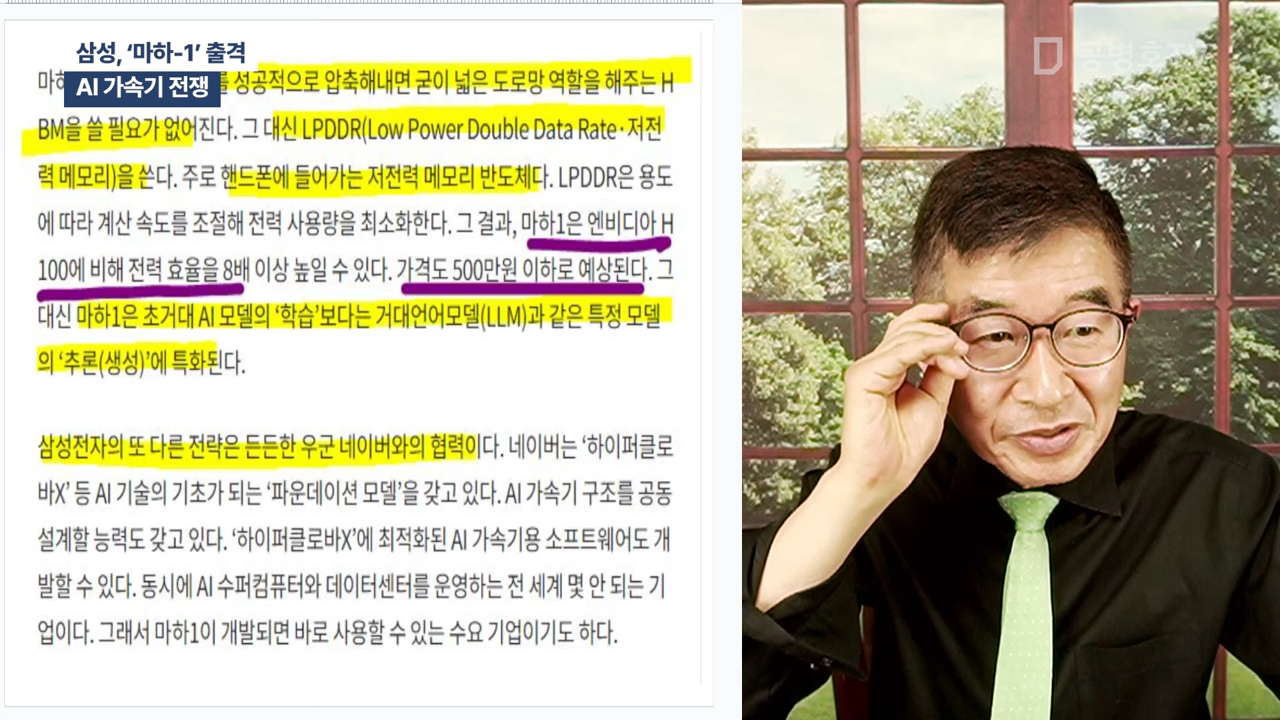 삼성, ‘마하-1’ 출격
AI 가속기 전쟁
마하
를 성공적으로 압축해내면 굳이 넓은 도로망 역할을 해주는 H
BM을 쓸 필요가 없어진다. 그 대신 LPDDR(Low Power Double Data Rate·저전
력 메모리)을 쓴다. 주로 핸드폰에 들어가는 저전력 메모리 반도체다. LPDDR은 용도
에 따라 계산 속도를 조절해 전력 사용량을 최소화한다. 그 결과, 마하1은 엔비디아 H
100에 비해 전력 효율을 8배 이상 높일 수 있다. 가격도 500만원 이하로 예상된다. 그
대신 마하1은 초거대 AI 모델의 ‘학습’보다는 거대언어모델(LLM)과 같은 특정 모델
의 ‘추론(생성)’에 특화된다.
삼성전자의 또 다른 전략은 든든한 우군 네이버와의 협력이다. 네이버는 ‘하이퍼클로
바X’ 등 AI 기술의 기초가 되는 ‘파운데이션 모델’을 갖고 있다. AI 가속기 구조를 공동
설계할 능력도 갖고 있다. ‘하이퍼클로바X’에 최적화된 AI 가속기용 소프트웨어도 개
발할 수 있다. 동시에 AI 수퍼컴퓨터와 데이터센터를 운영하는 전 세계 몇 안 되는 기
업이다. 그래서 마하1이 개발되면 바로 사용할 수 있는 수요 기업이기도 하다.